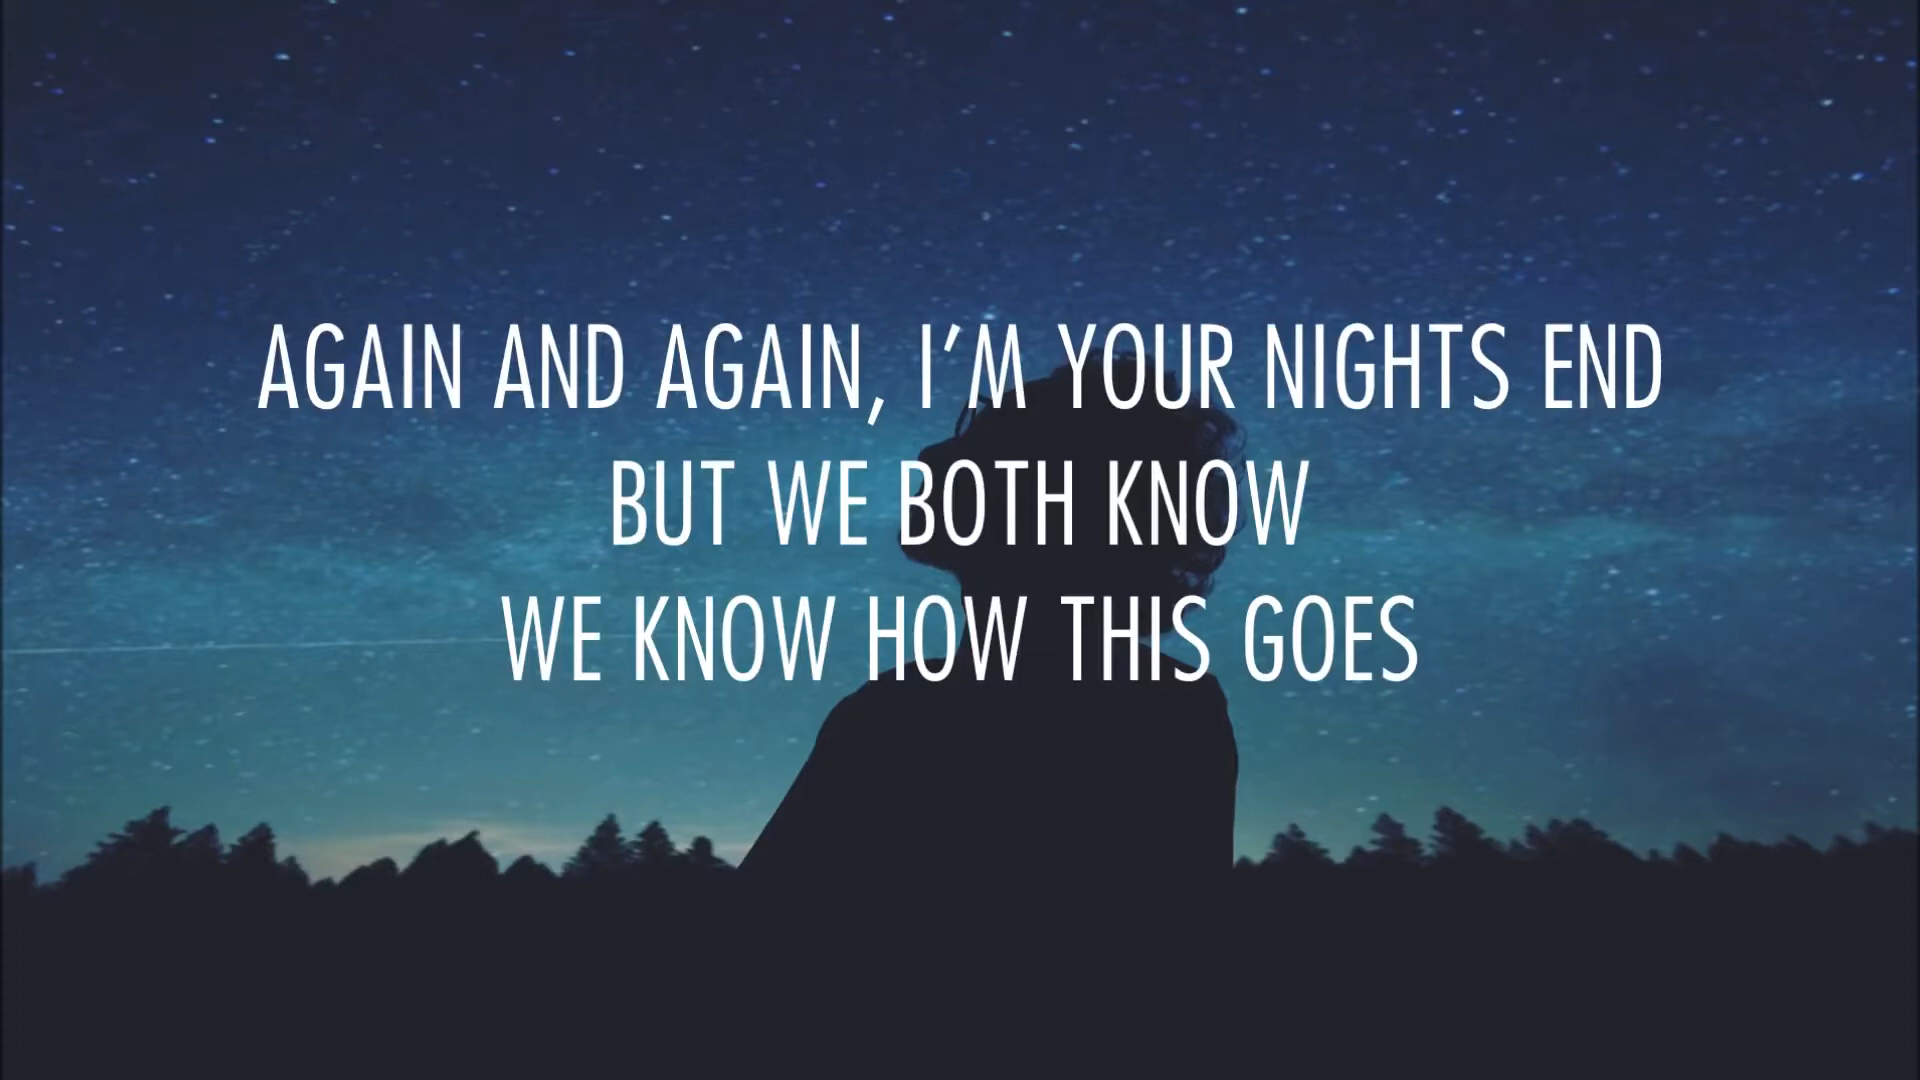 AGAIN AND AGAIN, I'M YOUR NIGHTS END
BUT WE BOTH KNOW
WE KNOW HOW THIS GOES